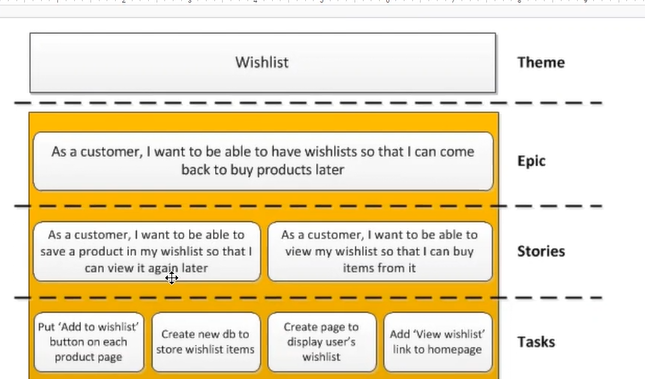 Wishlist
Theme
As a customer, I want to be able to have wishlists so that I can come
back to buy products later
Epic
As a customer, I want to be able to
save a product in my wishlist so that I
can view it again later
As a customer, I want to be able to
view my wishlist so that I can buy
items from it
Stories
Put ‘Add to wishlist’
button on each
product page
Create new db to
store wishlist items
Create page to
display user’s
wishlist
Add ‘View wishlist’
link to homepage
Tasks